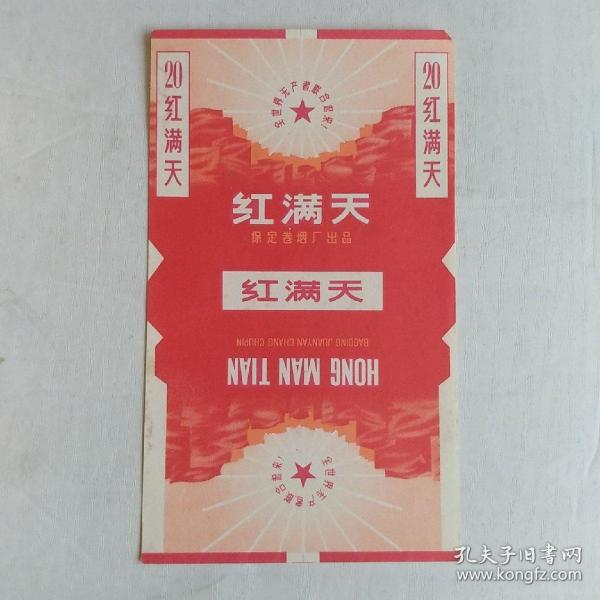 20红满天
全世界无产者联合起来!
20红满天
红满天
保定卷烟厂出品
红满天
BAODING JUANYAN CHANG CHUPIN
HONG MAN TIAN
全世界无产者联合起来!
孔夫子旧书网
www.kongfz.com